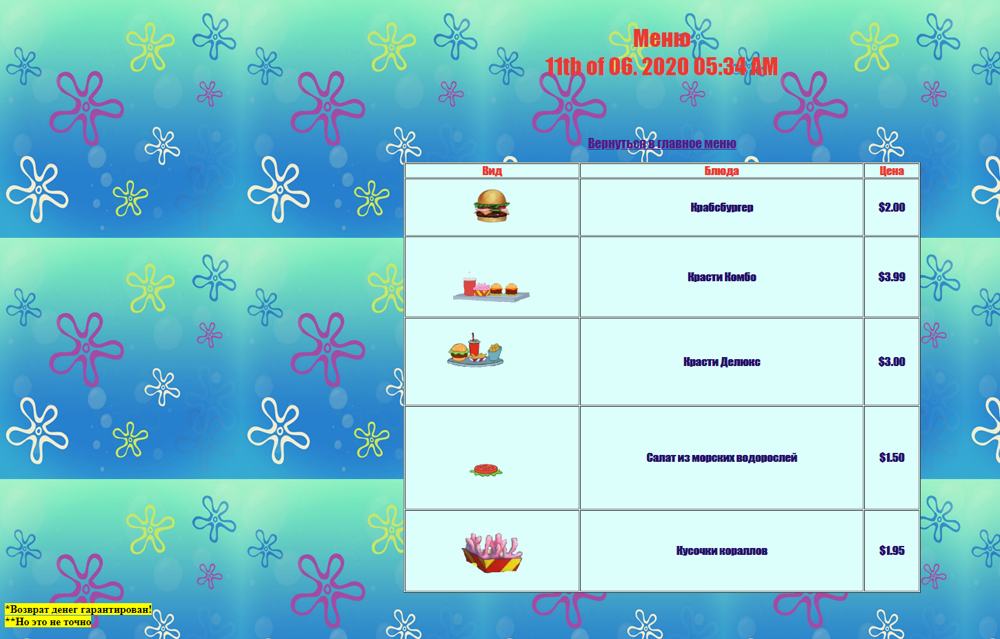 Меню
11th of 06. 2020 05:34 AM
Вернуться в главное меню
Вид Блюда Цена
Крабсбургер $2.00
Красти Комбо $3.99
Красти Делюкс $3.00
Салат из морских водорослей $1.50
Кусочки кораллов $1.95
*Возврат денег гарантирован!
**Но это не точно